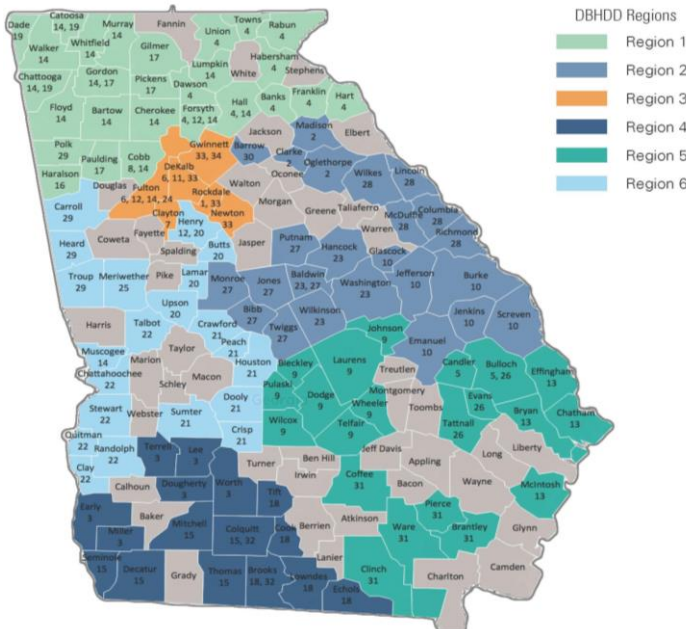 DBHDD Regions
Region 1
Region 2
Region 3
Region 4
Region 5
Region 6
Dade
19
Catoosa
14, 19
Murray
14
Fannin
Union
4
Towns
4
Rabun
4
Walker
14
Whitfield
14
Gilmer
17
Lumpkin
14
White
Habersham
4
Stephens
Chattooga
14, 19
Gordon
14, 17
Pickens
17
Dawson
4
Hall
4, 14
Banks
4
Franklin
4
Hart
4
Floyd
14
Bartow
14
Cherokee
14
Forsyth
4, 12, 14
Jackson
Madison
2
Elbert
Polk
29
Paulding
17
Cobb
8, 14
Gwinnett
33, 34
Barrow
30
Clarke
2
Oglethorpe
2
Wilkes
28
Lincoln
28
Haralson
16
Douglas
Fulton
6, 12, 14, 24
DeKalb
6, 11, 33
Rockdale
1, 33
Walton
Oconee
Morgan
Greene
Taliaferro
McDuffie
28
Columbia
28
Carroll
29
Clayton
7
Newton
33
Henry
12, 20
Warren
Richmond
28
Coweta
Fayette
Spalding
Butts
20
Jasper
Putnam
27
Hancock
23
Glascock
10
Heard
29
Troup
29
Meriwether
25
Pike
Lamar
20
Monroe
27
Jones
27
Baldwin
23, 27
Washington
23
Jefferson
10
Burke
10
Upson
20
Bibb
27
Wilkinson
23
Twiggs
27
Jenkins
10
Screven
10
Harris
Talbot
22
Crawford
21
Peach
21
Johnson
9
Emanuel
10
Muscogee
14
Taylor
Houston
21
Bleckley
9
Laurens
9
Candler
5
Bulloch
5, 26
Effingham
13
Chattahoochee
22
Marion
Macon
Schley
Pulaski
9
Dodge
9
Treutlen
Montgomery
Evans
26
Bryan
13
Chatham
13
Stewart
22
Webster
Sumter
21
Dooly
21
Wilcox
9
Wheeler
9
Telfair
9
Toombs
Tattnall
26
Quitman
22
Randolph
22
Crisp
21
Terrell
3
Lee
3
Turner
Ben Hill
Jeff Davis
Appling
Long
Liberty
Clay
22
Calhoun
Dougherty
3
Worth
3
Tift
18
Irwin
Coffee
31
Bacon
Wayne
McIntosh
13
Early
3
Baker
Miller
3
Mitchell
15
Colquitt
15, 32
Cook
18
Berrien
Atkinson
Pierce
31
Ware
31
Brantley
31
Glynn
Seminole
15
Decatur
15
Grady
Thomas
15
Brooks
18, 32
Lowndes
18
Lanier
Echols
18
Clinch
31
Charlton
Camden